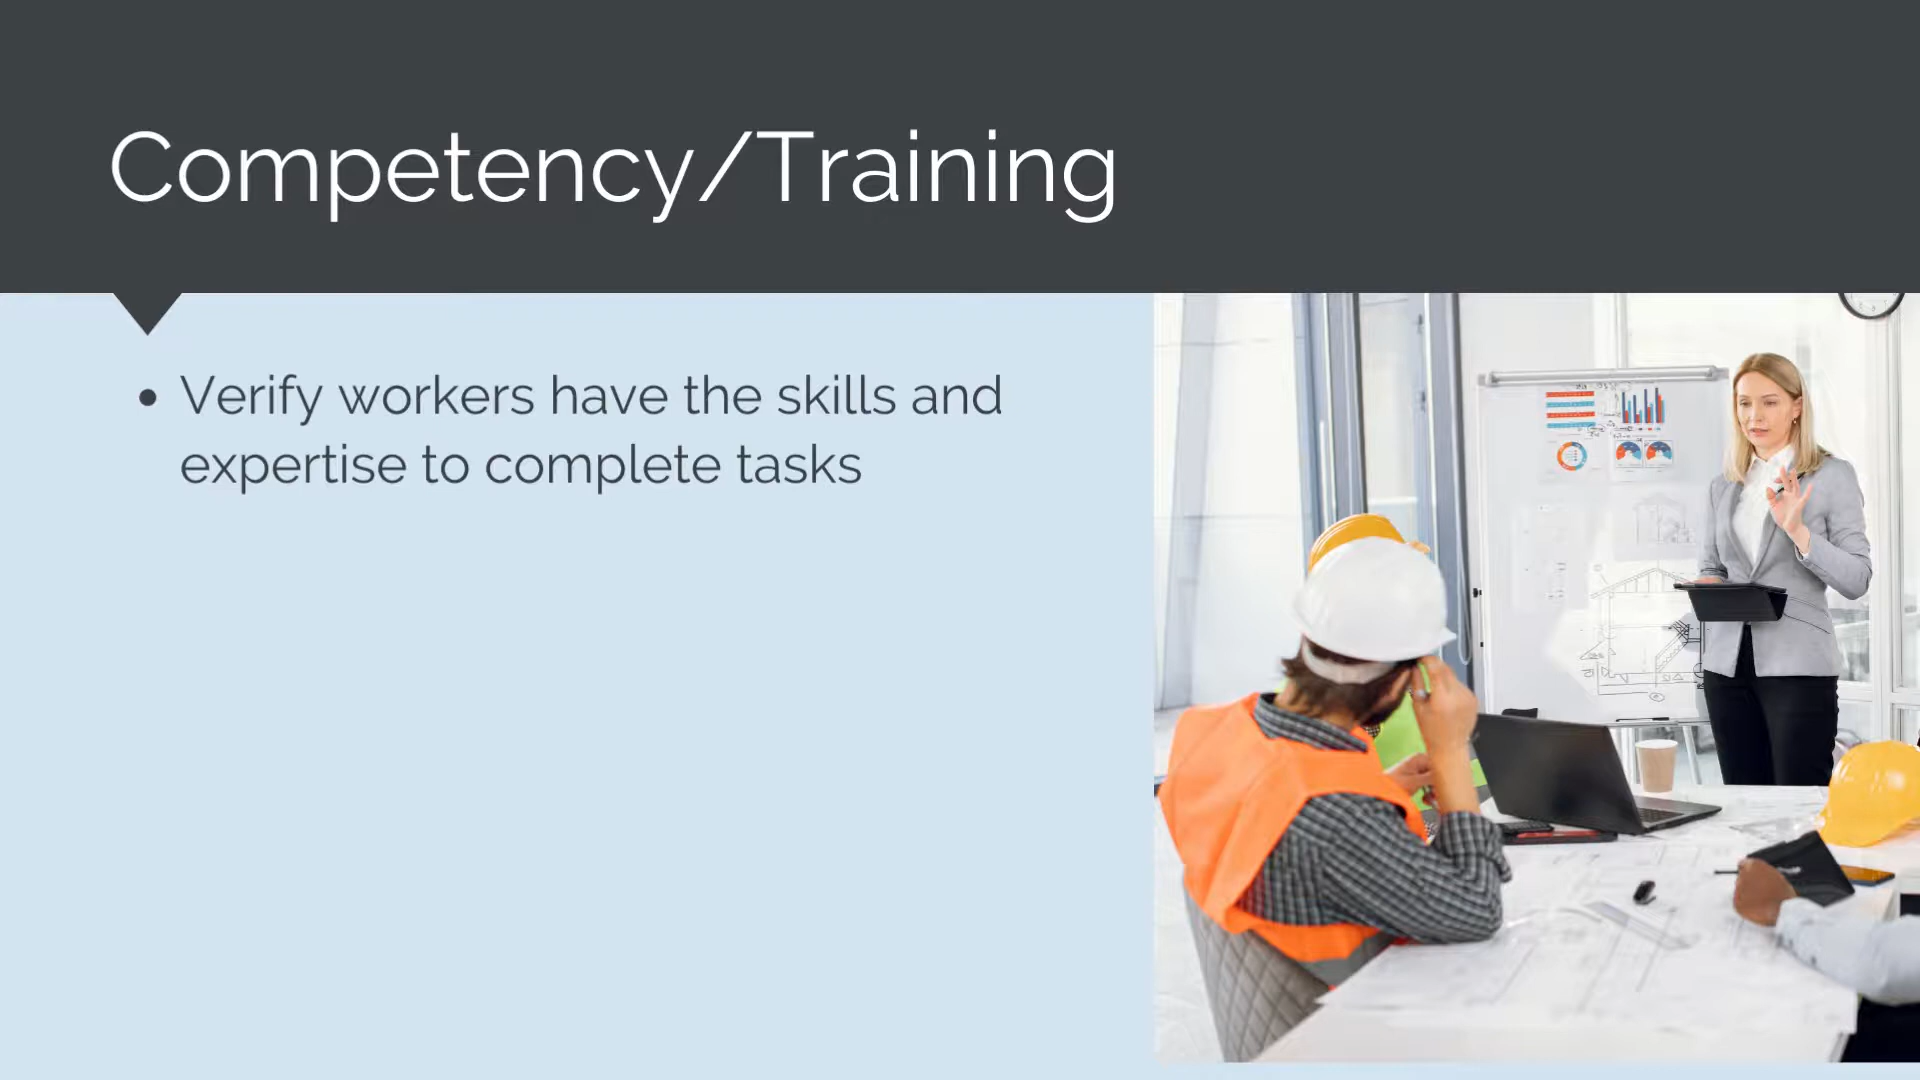 Competency/Training
• Verify workers have the skills and
expertise to complete tasks